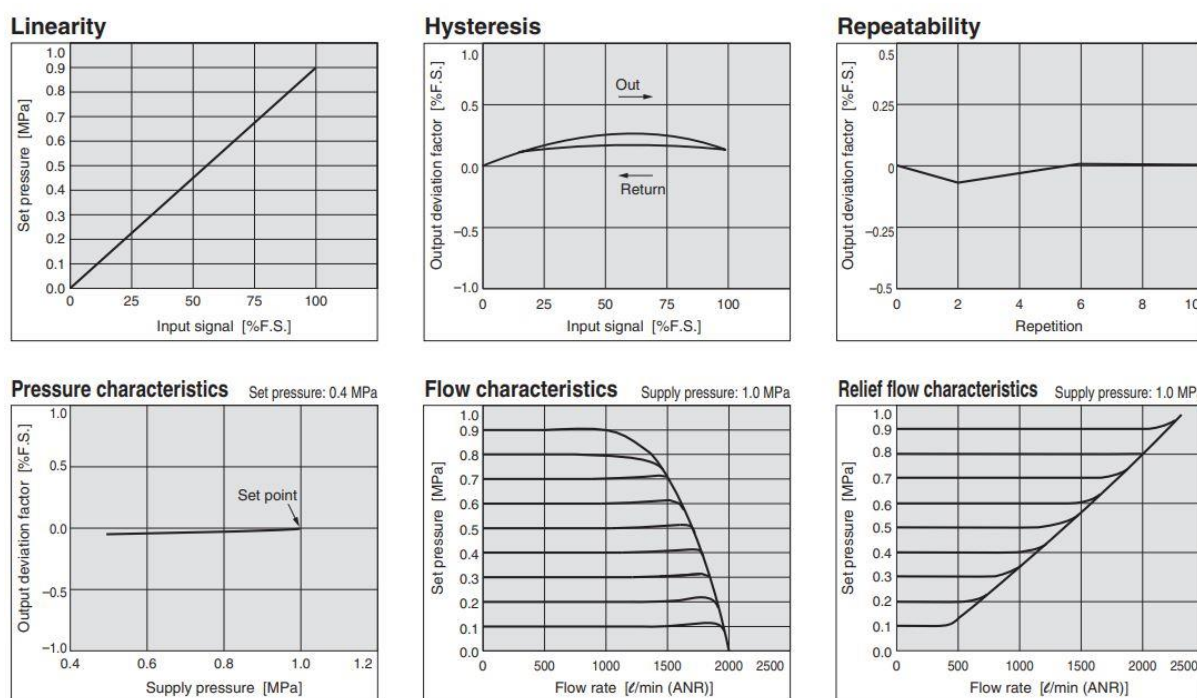 Linearity
Set pressure [MPa]
1.0
0.9
0.8
0.7
0.6
0.5
0.4
0.3
0.2
0.1
0.0
0 25 50 75 100
Input signal [%F.S.]
Hysteresis
Output deviation factor [%F.S.]
1.0
0.5
0.0
−0.5
−1.0
Out
Return
0 25 50 75 100
Input signal [%F.S.]
Repeatability
Output deviation factor [%F.S.]
0.5
0.25
0
−0.25
−0.5
0 2 4 6 8 10
Repetition
Pressure characteristics Set pressure: 0.4 MPa
Output deviation factor [%F.S.]
1.0
0.5
0.0
−0.5
−1.0
Set point
0.4 0.6 0.8 1.0 1.2
Supply pressure [MPa]
Flow characteristics Supply pressure: 1.0 MPa
Set pressure [MPa]
1.0
0.9
0.8
0.7
0.6
0.5
0.4
0.3
0.2
0.1
0.0
0 500 1000 1500 2000 2500
Flow rate [ℓ/min (ANR)]
Relief flow characteristics Supply pressure: 1.0 MP
Set pressure [MPa]
1.0
0.9
0.8
0.7
0.6
0.5
0.4
0.3
0.2
0.1
0.0
0 500 1000 1500 2000 2500
Flow rate [ℓ/min (ANR)]